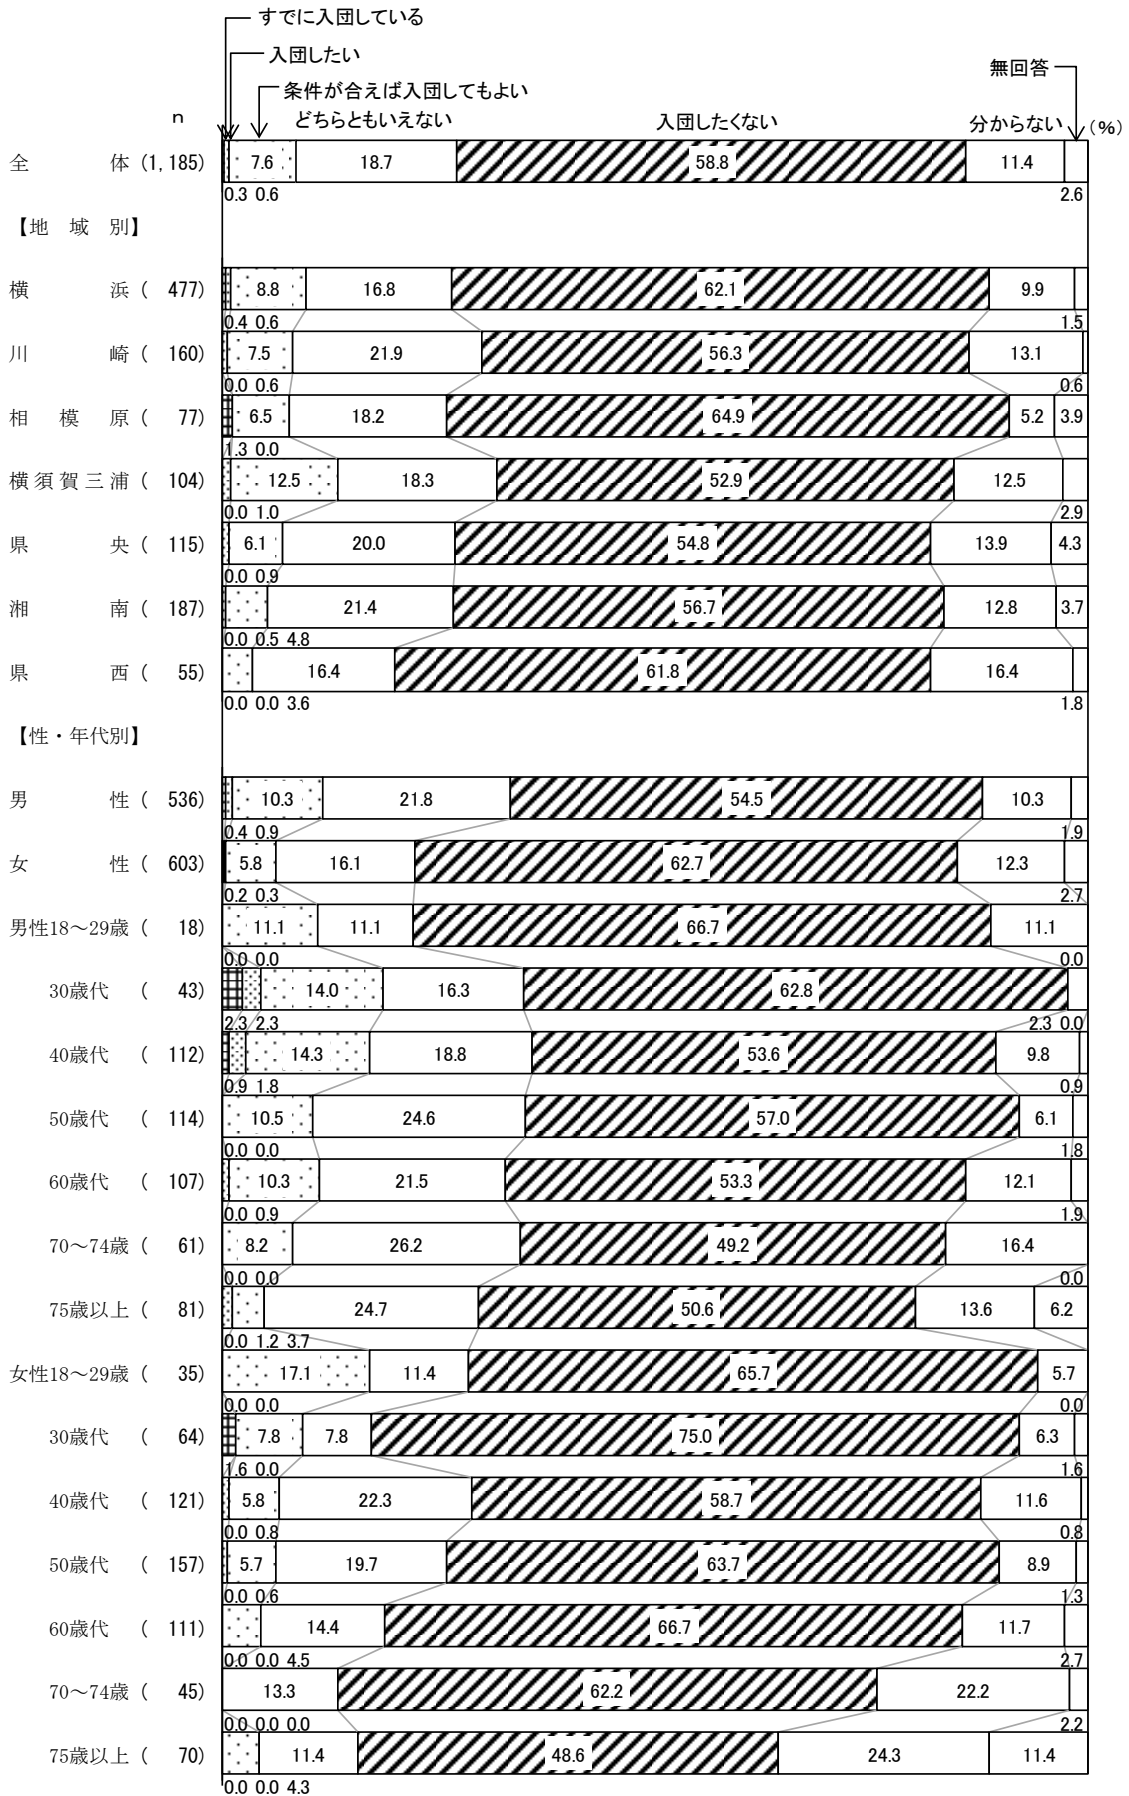 すでに入団している
入団したい
無回答
条件が合えば入団してもよい
n どちらともいえない 入団したくない 分からない (%)
全体 (1,185) 7.6 18.7 58.8 11.4
0.3 0.6 2.6
【地域別】
横浜 ( 477) 8.8 16.8 62.1 9.9
0.4 0.6 1.5
川崎 ( 160) 7.5 21.9 56.3 13.1
0.0 0.6 0.6
相模原 ( 77) 6.5 18.2 64.9 5.2 3.9
1.3 0.0
横須賀三浦 ( 104) 12.5 18.3 52.9 12.5
0.0 1.0 2.9
県央 ( 115) 6.1 20.0 54.8 13.9 4.3
0.0 0.9
湘南 ( 187) 21.4 56.7 12.8 3.7
0.0 0.5 4.8
県西 ( 55) 16.4 61.8 16.4
0.0 0.0 3.6 1.8
【性・年代別】
男性 ( 536) 10.3 21.8 54.5 10.3
0.4 0.9 1.9
女性 ( 603) 5.8 16.1 62.7 12.3
0.2 0.3 2.7
男性18～29歳 ( 18) 11.1 11.1 66.7 11.1
0.0 0.0 0.0
30歳代 ( 43) 14.0 16.3 62.8
2.3 2.3 2.3 0.0
40歳代 ( 112) 14.3 18.8 53.6 9.8
0.9 1.8 0.9
50歳代 ( 114) 10.5 24.6 57.0 6.1
0.0 0.0 1.8
60歳代 ( 107) 10.3 21.5 53.3 12.1
0.0 0.9 1.9
70～74歳 ( 61) 8.2 26.2 49.2 16.4
0.0 0.0 0.0
75歳以上 ( 81) 24.7 50.6 13.6 6.2
0.0 1.2 3.7
女性18～29歳 ( 35) 17.1 11.4 65.7 5.7
0.0 0.0 0.0
30歳代 ( 64) 7.8 7.8 75.0 6.3
1.6 0.0 1.6
40歳代 ( 121) 5.8 22.3 58.7 11.6
0.0 0.8 0.8
50歳代 ( 157) 5.7 19.7 63.7 8.9
0.0 0.6 1.3
60歳代 ( 111) 14.4 66.7 11.7
0.0 0.0 4.5 2.7
70～74歳 ( 45) 13.3 62.2 22.2
0.0 0.0 0.0 2.2
75歳以上 ( 70) 11.4 48.6 24.3 11.4
0.0 0.0 4.3